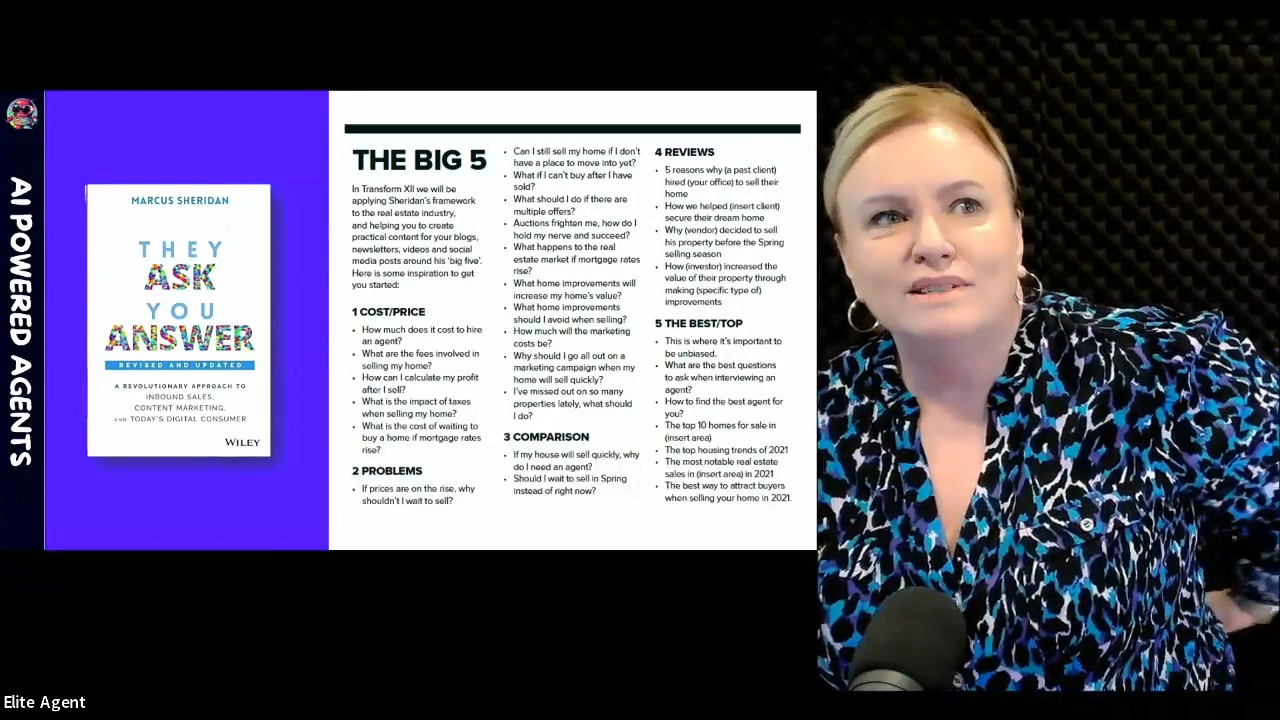 AI POWERED AGENTS
MARCUS SHERIDAN
THEY
ASK
YOU
ANSWER
REVISED AND UPDATED
A REVOLUTIONARY APPROACH TO
INBOUND SALES,
CONTENT MARKETING,
AND TODAY'S DIGITAL CONSUMER
WILEY
THE BIG 5
In Transform XII we will be
applying Sheridan's framework
to the real estate industry,
and helping you to create
practical content for your blogs,
newsletters, videos and social
media posts around his 'big five'.
Here is some inspiration to get
you started:
1 COST/PRICE
• How much does it cost to hire
an agent?
• What are the fees involved in
selling my home?
• How can I calculate my profit
after I sell?
• What is the impact of taxes
when selling my home?
• What is the cost of waiting to
buy a home if mortgage rates
rise?
2 PROBLEMS
• If prices are on the rise, why
shouldn't I wait to sell?
• Can I still sell my home if I don't
have a place to move into yet?
• What if I can't buy after I have
sold?
• What should I do if there are
multiple offers?
• Auctions frighten me, how do I
hold my nerve and succeed?
• What happens to the real
estate market if mortgage rates
rise?
• What home improvements will
increase my home's value?
• What home improvements
should I avoid when selling?
• How much will the marketing
costs be?
• Why should I go all out on a
marketing campaign when my
home will sell quickly?
• I've missed out on so many
properties lately, what should
I do?
3 COMPARISON
• If my house will sell quickly, why
do I need an agent?
• Should I wait to sell in Spring
instead of right now?
4 REVIEWS
• 5 reasons why (a past client)
hired (your office) to sell their
home
• How we helped (insert client)
secure their dream home
• Why (vendor) decided to sell
his property before the Spring
selling season
• How (investor) increased the
value of their property through
making (specific type of)
improvements
5 THE BEST/TOP
• This is where it's important to
be unbiased.
• What are the best questions
to ask when interviewing an
agent?
• How to find the best agent for
you?
• The top 10 homes for sale in
(insert area)
• The top housing trends of 2021
• The most notable real estate
sales in (insert area) in 2021
• The best way to attract buyers
when selling your home in 2021.
Elite Agent